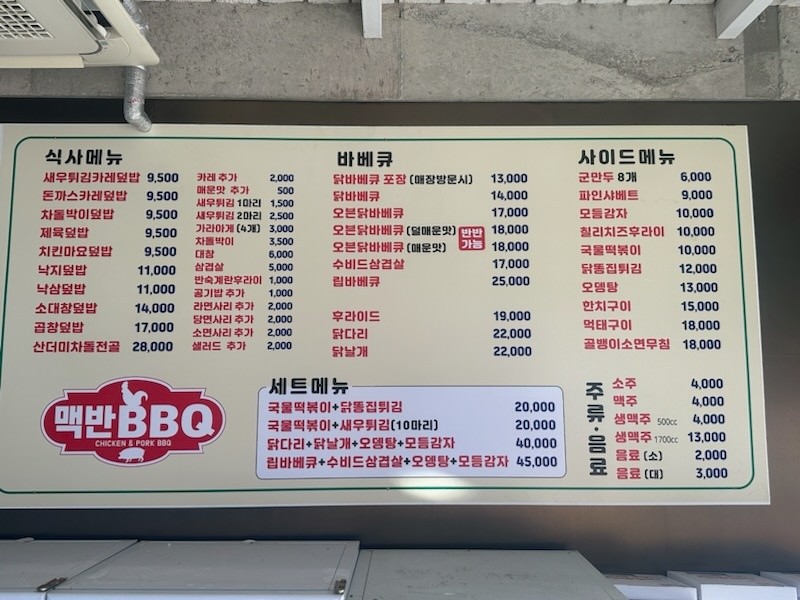 식사메뉴
새우튀김카레덮밥 9,500
돈까스카레덮밥 9,500
차돌박이덮밥 9,500
제육덮밥 9,500
치킨마요덮밥 9,500
낙지덮밥 11,000
낙삼덮밥 11,000
소대창덮밥 14,000
곱창덮밥 17,000
산더미차돌전골 28,000
카레 추가 2,000
매운맛 추가 500
새우튀김 1마리 1,500
새우튀김 2마리 2,500
가라아게 (4개) 3,000
차돌박이 3,500
대창 6,000
삼겹살 5,000
반숙계란후라이 1,000
공기밥 추가 1,000
라면사리 추가 2,000
당면사리 추가 2,000
소면사리 추가 2,000
샐러드 추가 2,000
바베큐
닭바베큐 포장 (매장방문시) 13,000
닭바베큐 14,000
오븐닭바베큐 17,000
오븐닭바베큐 (덜매운맛) 18,000
오븐닭바베큐 (매운맛) 18,000
반반
가능
수비드삼겹살 17,000
립바베큐 25,000
후라이드 19,000
닭다리 22,000
닭날개 22,000
사이드메뉴
군만두 8개 6,000
파인샤베트 9,000
모듬감자 10,000
칠리치즈후라이 10,000
국물떡볶이 10,000
닭똥집튀김 12,000
오뎅탕 13,000
한치구이 15,000
먹태구이 18,000
골뱅이소면무침 18,000
맥반BBQ
CHICKEN & PORK BBQ
세트메뉴
국물떡볶이+닭똥집튀김 20,000
국물떡볶이+새우튀김(10마리) 20,000
닭다리+닭날개+오뎅탕+모듬감자 40,000
립바베큐+수비드삼겹살+오뎅탕+모듬감자 45,000
주류·음료
소주 4,000
맥주 4,000
생맥주 500cc 4,000
생맥주 1700cc 13,000
음료 (소) 2,000
음료 (대) 3,000